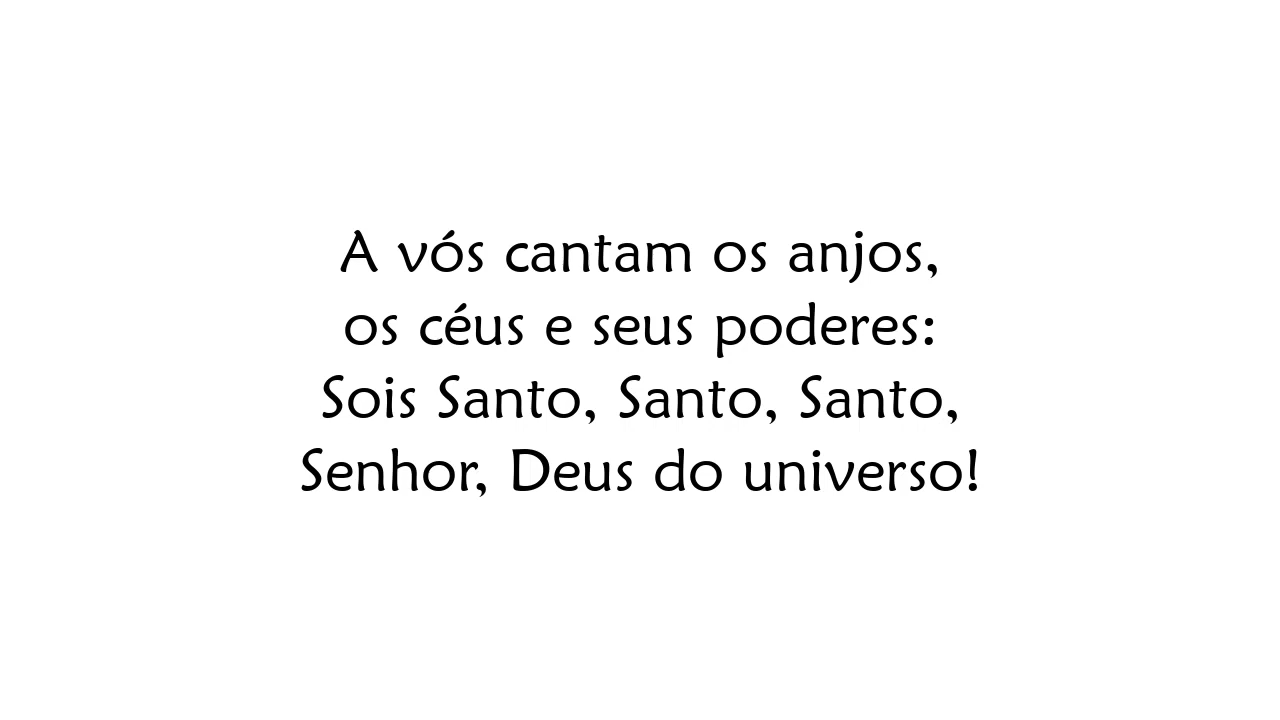 A vós cantam os anjos,
os céus e seus poderes:
Sois Santo, Santo, Santo,
Senhor, Deus do universo!